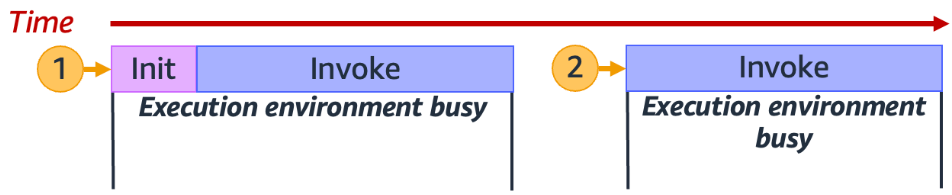 Time
1 Init Invoke 2 Invoke
Execution environment busy
Execution environment
busy